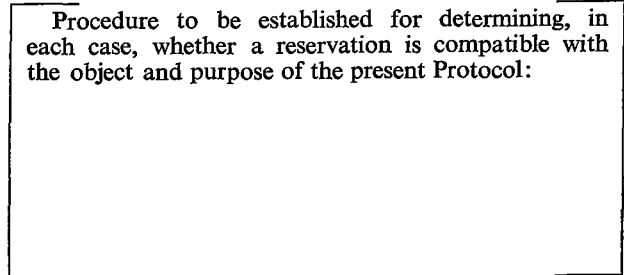 Procedure to be established for determining, in
each case, whether a reservation is compatible with
the object and purpose of the present Protocol: